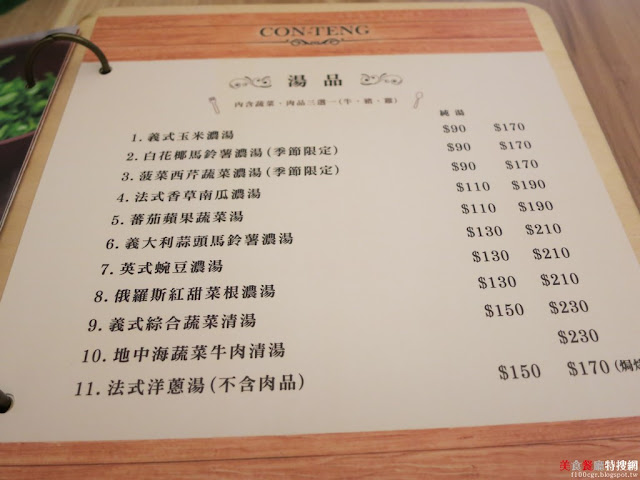 CON-TENG
湯品
內含蔬菜、肉品三選一(牛、豬、雞)
純湯
1. 義式玉米濃湯 $90 $170
2. 白花椰馬鈴薯濃湯(季節限定) $90 $170
3. 菠菜西芹蔬菜濃湯(季節限定) $90 $170
4. 法式香草南瓜濃湯 $110 $190
5. 蕃茄蘋果蔬菜湯 $110 $190
6. 義大利蒜頭馬鈴薯濃湯 $130 $210
7. 英式豌豆濃湯 $130 $210
8. 俄羅斯紅甜菜根濃湯 $130 $210
9. 義式綜合蔬菜清湯 $150 $230
10. 地中海蔬菜牛肉清湯 $230
11. 法式洋蔥湯(不含肉品) $150 $170(焗烤
美食饗廳特搜網
f100cgr.blogspot.tw